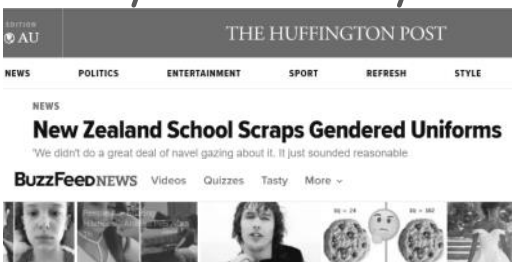 EDITION
AU
THE HUFFINGTON POST
NEWS POLITICS ENTERTAINMENT SPORT REFRESH STYLE
NEWS
New Zealand School Scraps Gendered Uniforms
'We didn't do a great deal of navel gazing about it. It just sounded reasonable
BuzzFeedNEWS Videos Quizzes Tasty More